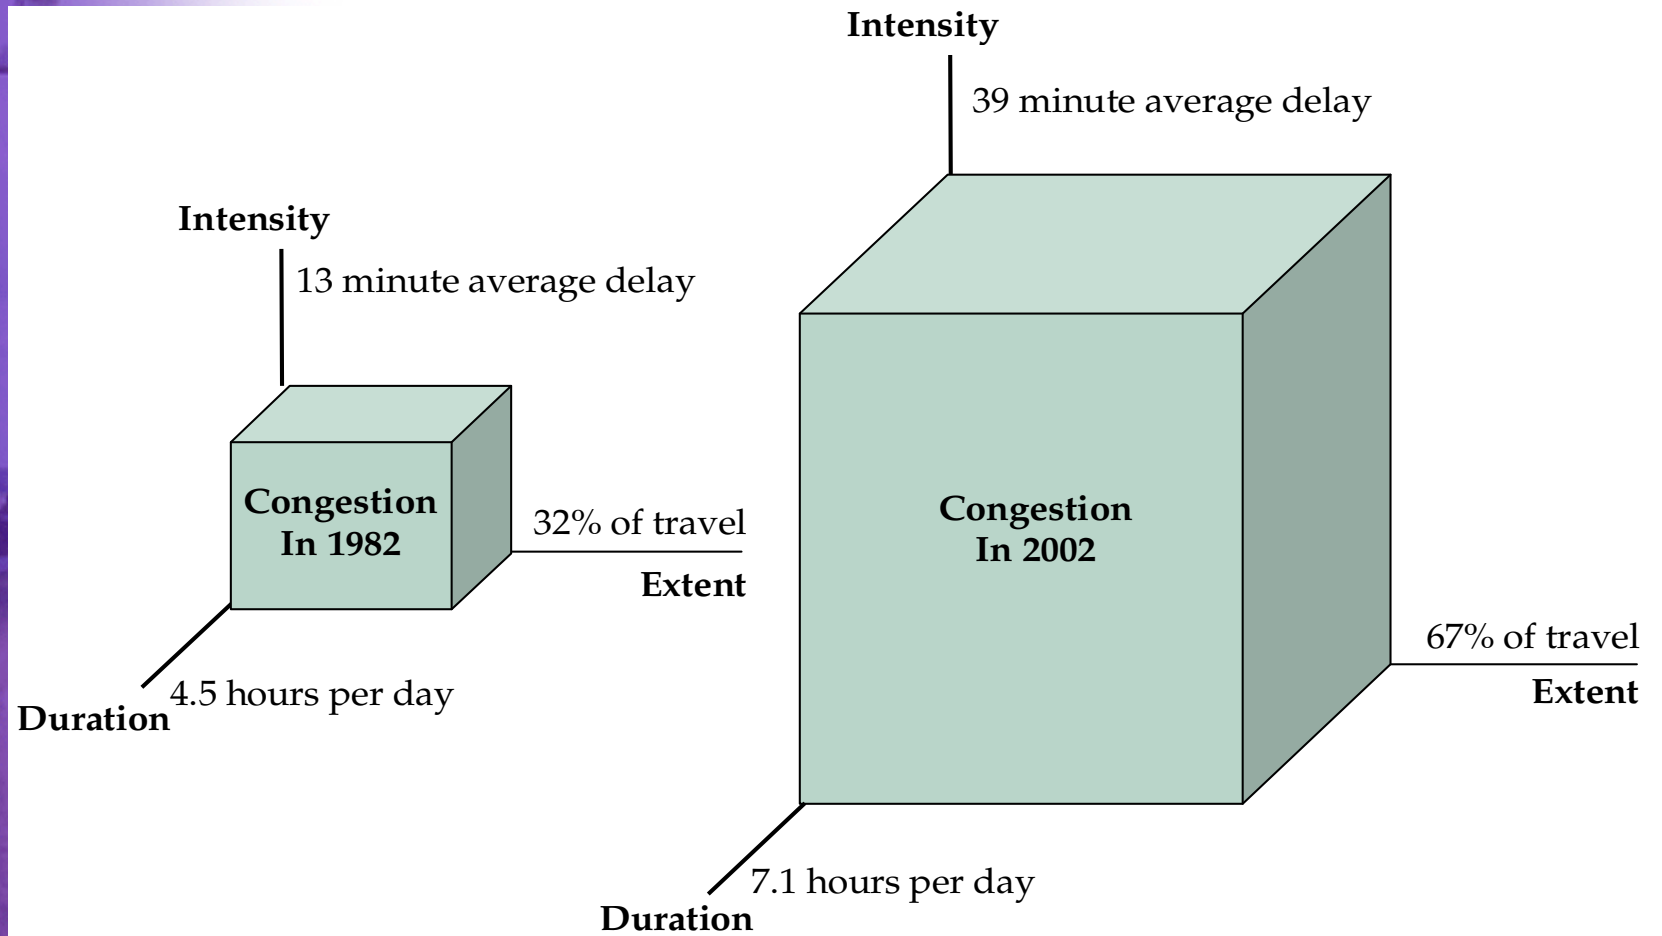 Intensity
13 minute average delay
Congestion
In 1982
32% of travel
Extent
4.5 hours per day
Duration
Intensity
39 minute average delay
Congestion
In 2002
67% of travel
Extent
7.1 hours per day
Duration